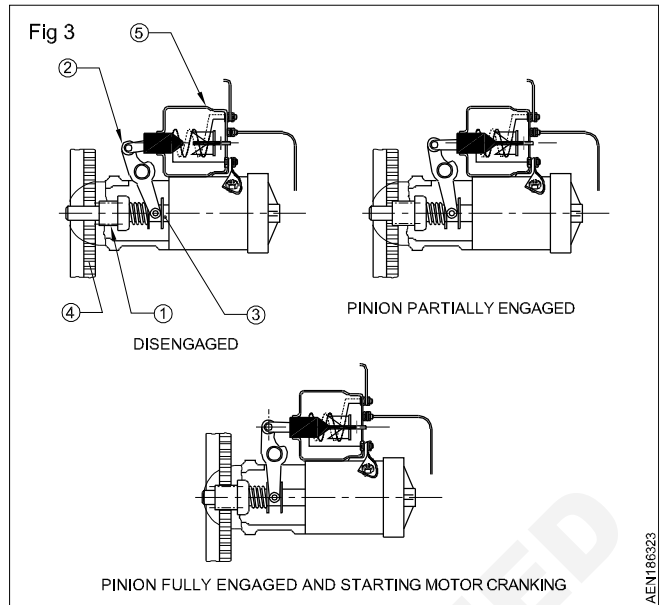 Fig 3
⑤
②
④
①
③
DISENGAGED
PINION PARTIALLY ENGAGED
PINION FULLY ENGAGED AND STARTING MOTOR CRANKING
AEN186323